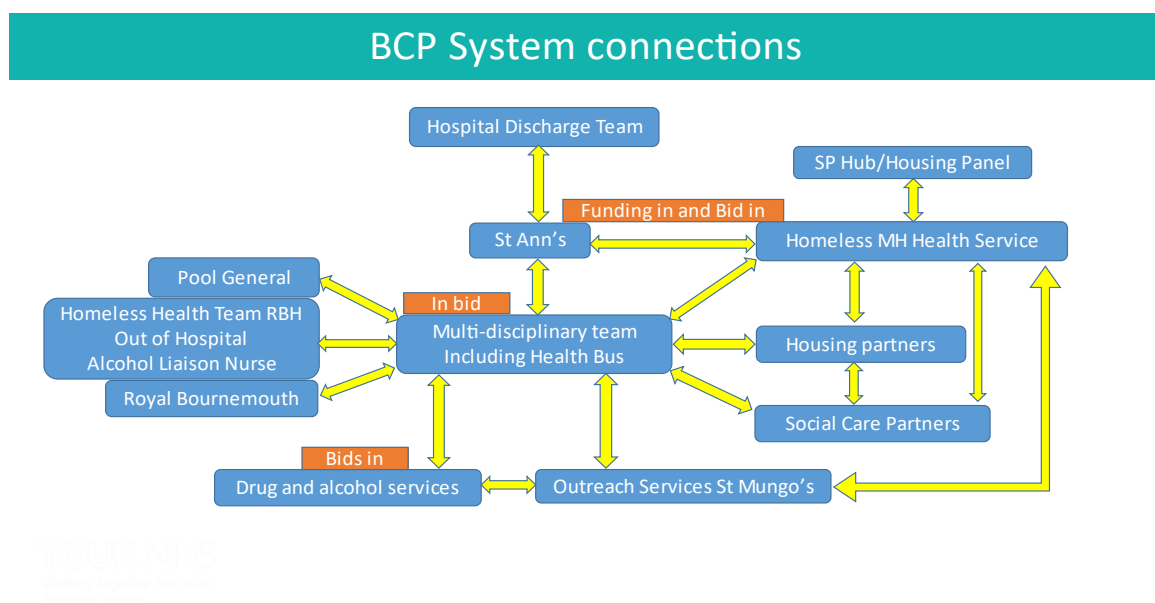 BCP System connections
Hospital Discharge Team
SP Hub/Housing Panel
Funding in and Bid in
St Ann's
Homeless MH Health Service
Pool General
In bid
Homeless Health Team RBH
Out of Hospital
Alcohol Liaison Nurse
Multi-disciplinary team
Including Health Bus
Housing partners
Royal Bournemouth
Social Care Partners
Bids in
Drug and alcohol services
Outreach Services St Mungo's
YOUR NHS